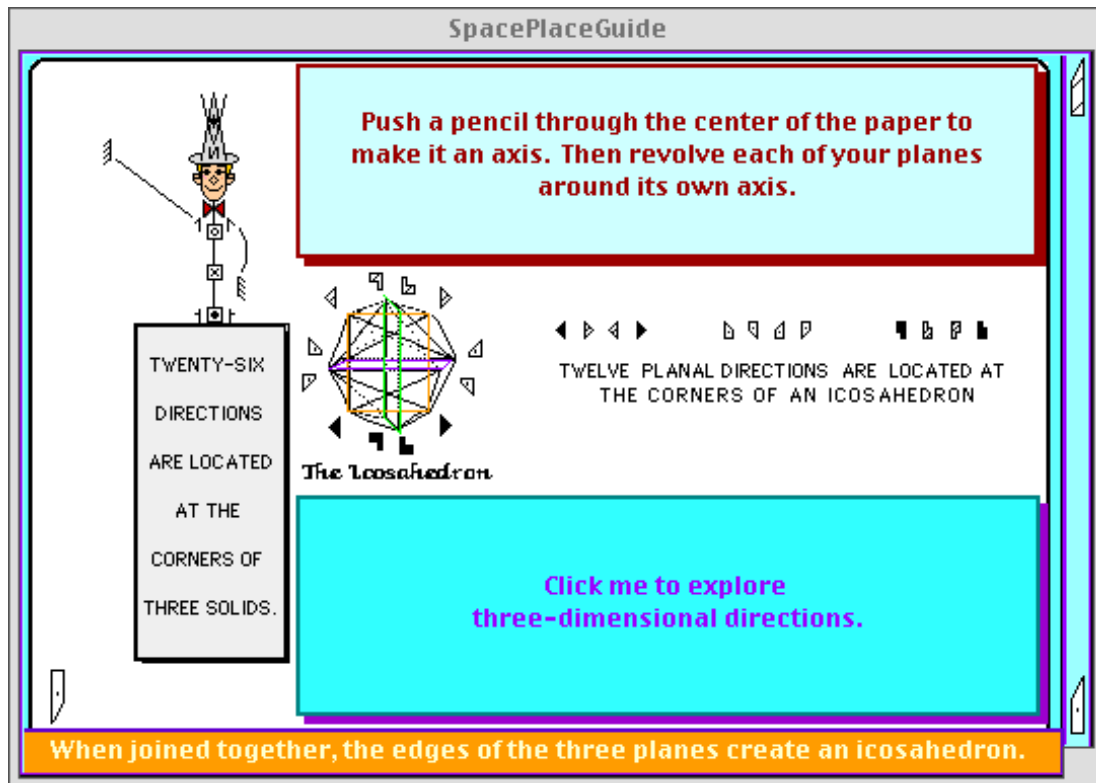 SpacePlaceGuide
Push a pencil through the center of the paper to
make it an axis. Then revolve each of your planes
around its own axis.
TWELVE PLANAL DIRECTIONS ARE LOCATED AT
THE CORNERS OF AN ICOSAHEDRON
TWENTY-SIX
DIRECTIONS
ARE LOCATED
AT THE
CORNERS OF
THREE SOLIDS.
The Icosahedron
Click me to explore
three-dimensional directions.
When joined together, the edges of the three planes create an icosahedron.